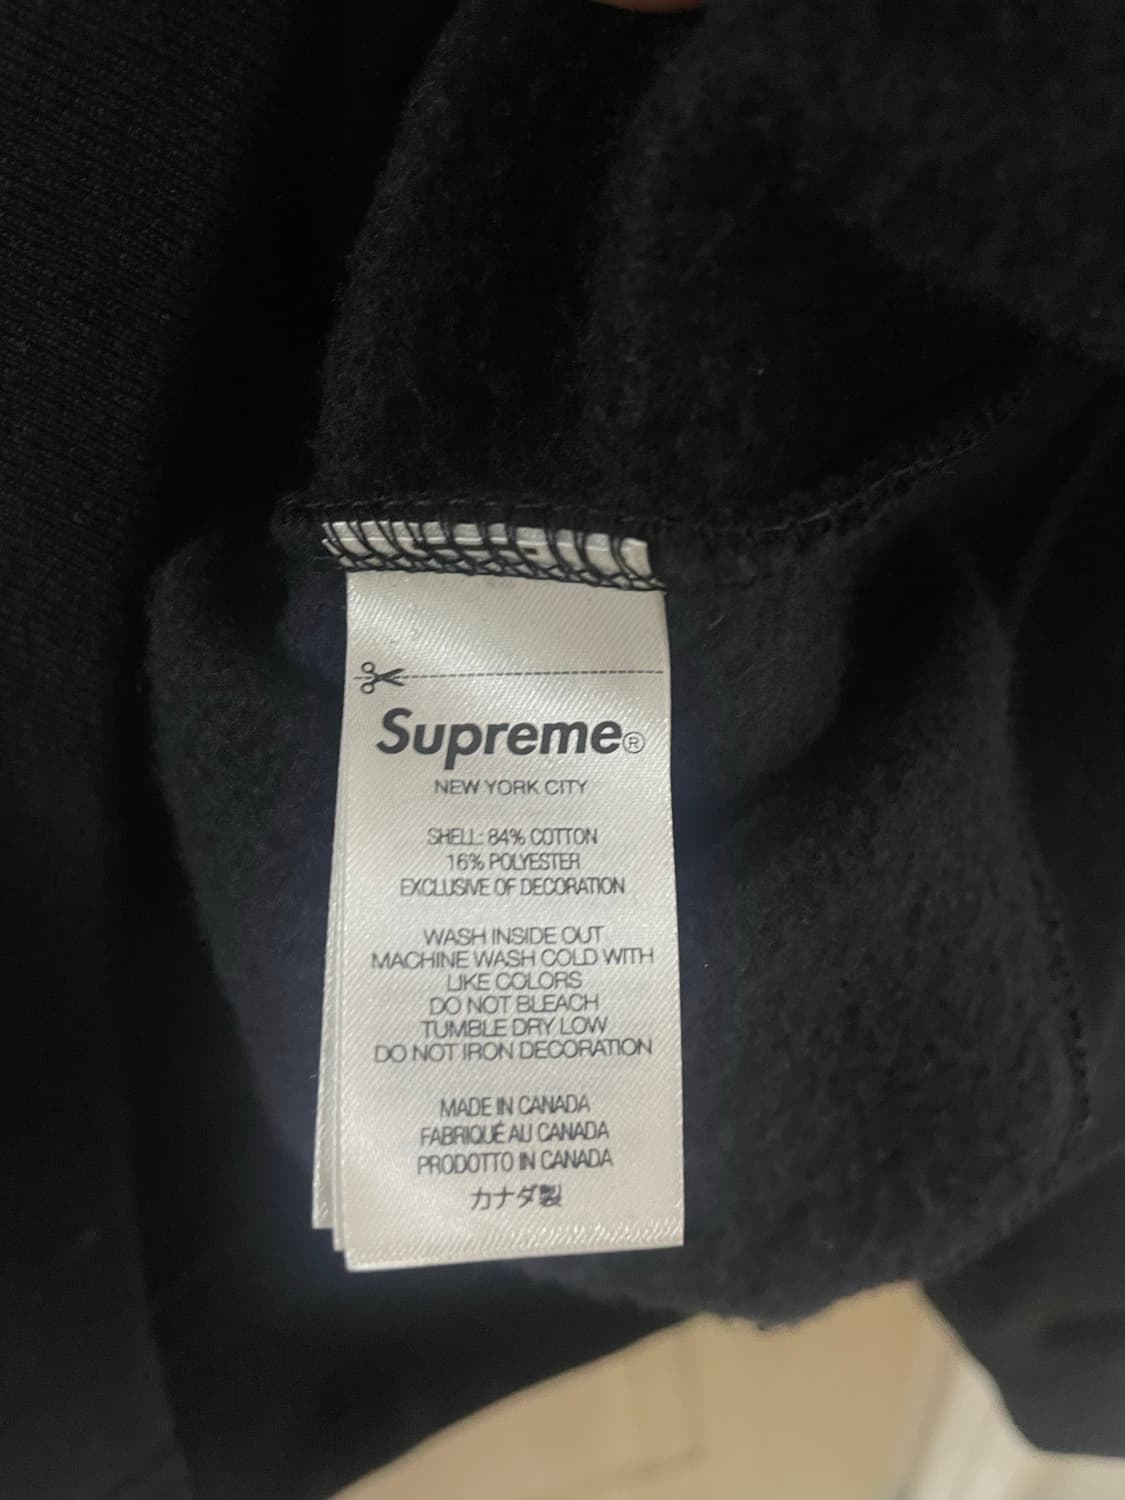 Supreme®
NEW YORK CITY
SHELL: 84% COTTON
16% POLYESTER
EXCLUSIVE OF DECORATION
WASH INSIDE OUT
MACHINE WASH COLD WITH
LIKE COLORS
DO NOT BLEACH
TUMBLE DRY LOW
DO NOT IRON DECORATION
MADE IN CANADA
FABRIQUÉ AU CANADA
PRODOTTO IN CANADA
カナダ製